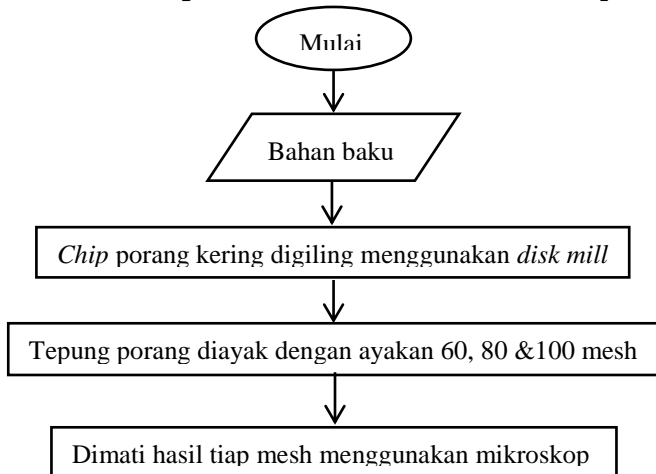 Mulai
Bahan baku
Chip porang kering digiling menggunakan disk mill
Tepung porang diayak dengan ayakan 60, 80 &100 mesh
Dimati hasil tiap mesh menggunakan mikroskop